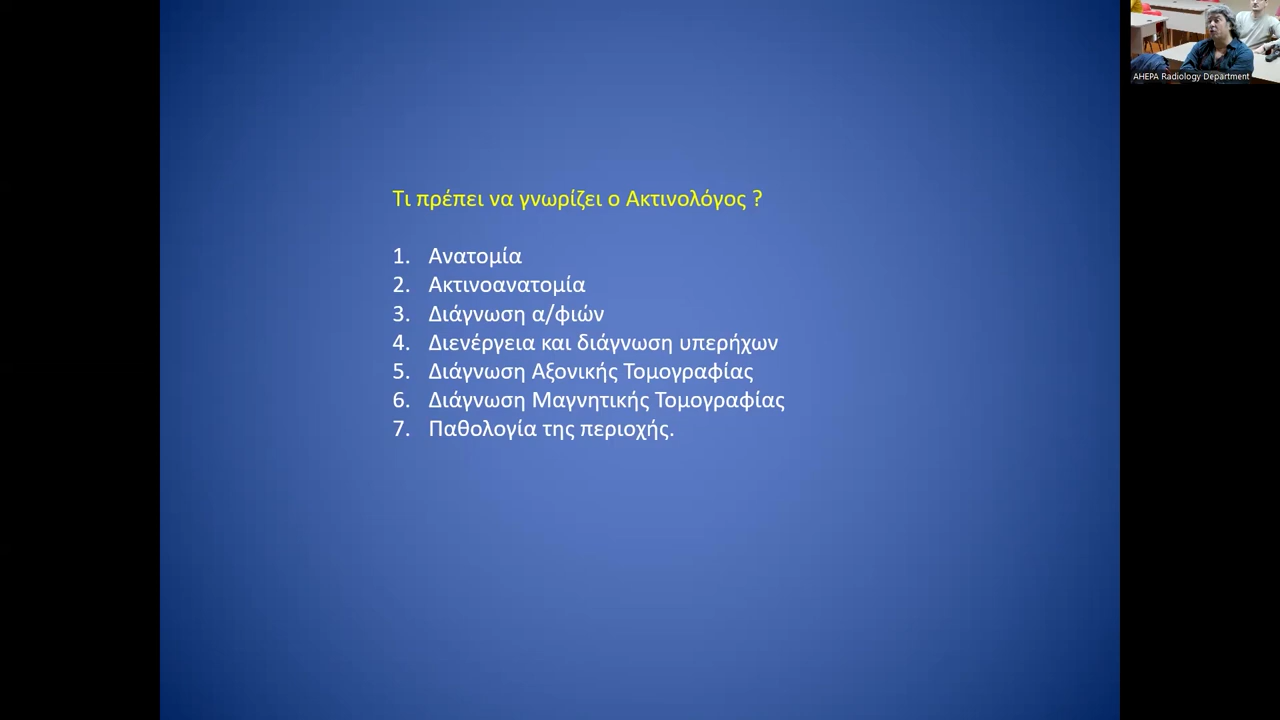 Τι πρέπει να γνωρίζει ο Ακτινολόγος ?
1. Ανατομία
2. Ακτινοανατομία
3. Διάγνωση α/φιών
4. Διενέργεια και διάγνωση υπερήχων
5. Διάγνωση Αξονικής Τομογραφίας
6. Διάγνωση Μαγνητικής Τομογραφίας
7. Παθολογία της περιοχής.
AHEPA Radiology Department